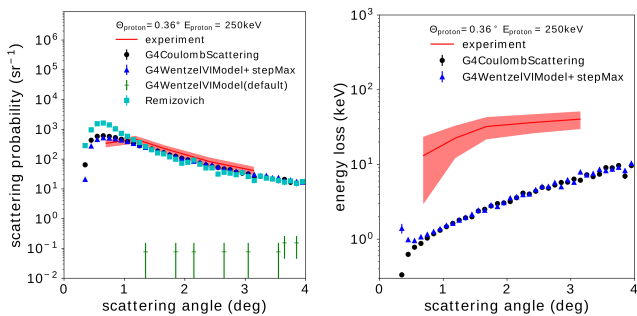 Θproton= 0.36° Eproton = 250keV
experiment
G4CoulombScattering
G4WentzelVIModel+ stepMax
G4WentzelVIModel(default)
Remizovich
10⁶
10⁵
10⁴
10³
10²
10¹
10⁰
10⁻¹
10⁻²
scattering probability (sr⁻¹)
0 1 2 3 4
scattering angle (deg)
Θproton= 0.36° Eproton = 250keV
experiment
G4CoulombScattering
G4WentzelVIModel+ stepMax
10³
10²
10¹
10⁰
energy loss (keV)
0 1 2 3 4
scattering angle (deg)